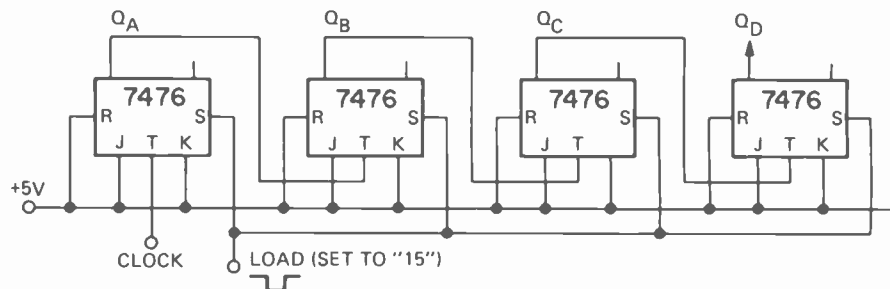 QA QB QC QD
7476 7476 7476 7476
R S R S R S R S
J T K J T K J T J T K
+5V
CLOCK
LOAD (SET TO "15")